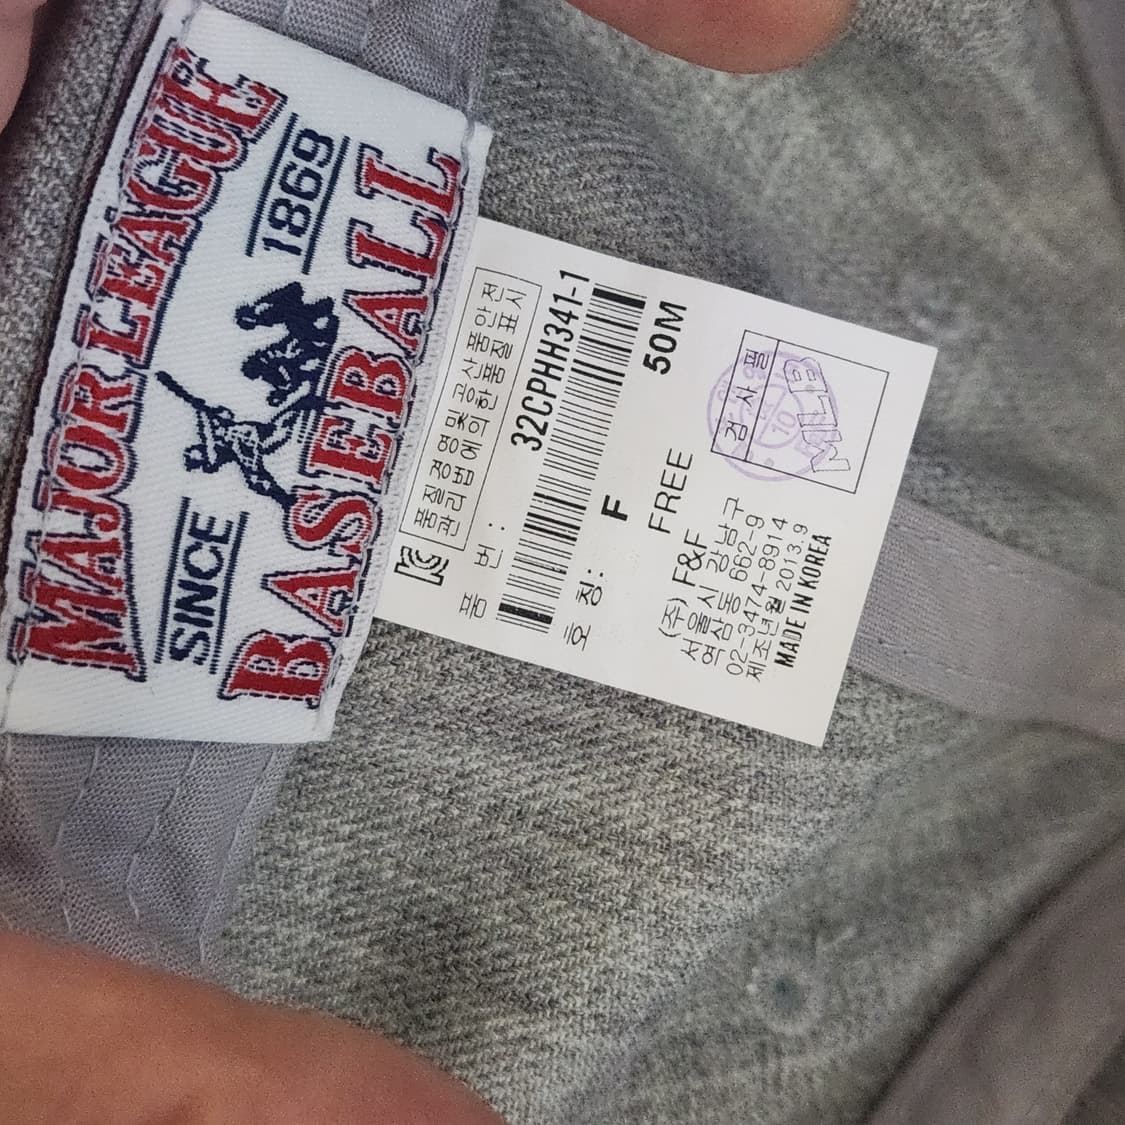 MAJOR LEAGUE
SINCE 1869
BASEBALL
품질경영 및 공산품안전
관리법에 의한 품질표시
품 번 : 32CPHH341-1
호 칭: F 50M
FREE
(주) F&F
서울시 강남구
역삼동 662-9
02-3474-8914
제조년월 2013.9
MADE IN KOREA
검사필
MLB
10